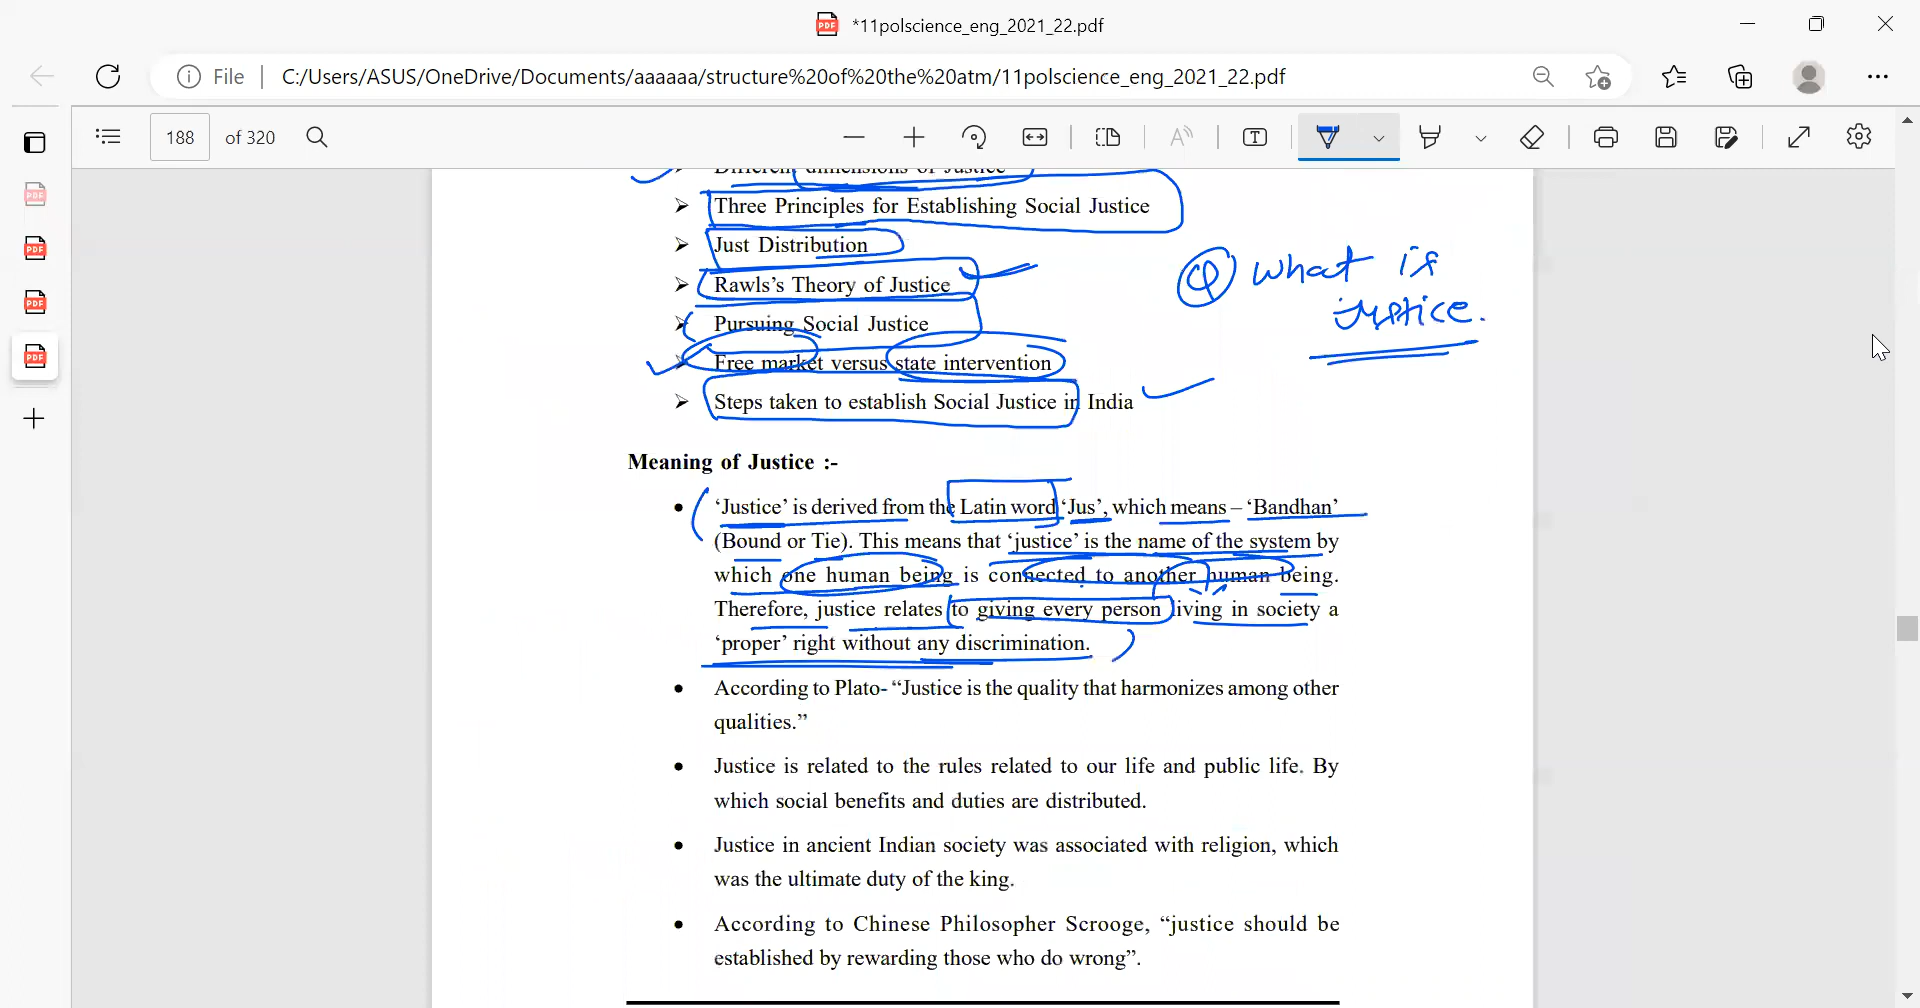 *11polscience_eng_2021_22.pdf
File | C:/Users/ASUS/OneDrive/Documents/aaaaaa/structure%20of%20the%20atm/11polscience_eng_2021_22.pdf
188 of 320
Different dimensions of Justice
Three Principles for Establishing Social Justice
Just Distribution
Rawls's Theory of Justice
Pursuing Social Justice
Free market versus state intervention
Steps taken to establish Social Justice in India
Q What is
justice.
Meaning of Justice :-
• 'Justice' is derived from the Latin word 'Jus', which means – 'Bandhan'
(Bound or Tie). This means that 'justice' is the name of the system by
which one human being is connected to another human being.
Therefore, justice relates to giving every person living in society a
'proper' right without any discrimination.
• According to Plato- “Justice is the quality that harmonizes among other
qualities.”
• Justice is related to the rules related to our life and public life. By
which social benefits and duties are distributed.
• Justice in ancient Indian society was associated with religion, which
was the ultimate duty of the king.
• According to Chinese Philosopher Scrooge, “justice should be
established by rewarding those who do wrong”.